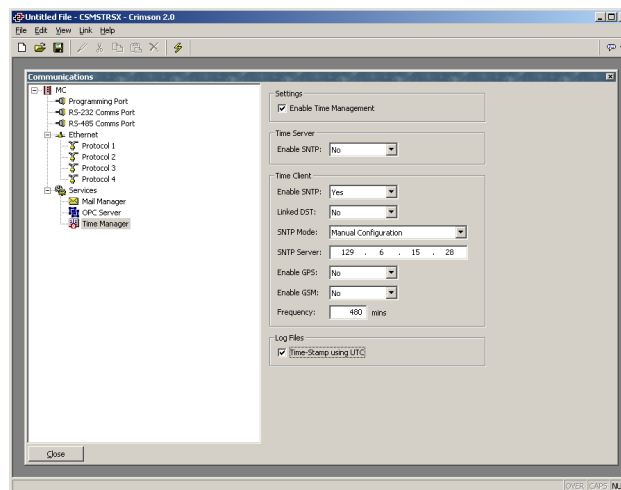 Untitled File - CSMSTRSX - Crimson 2.0
File Edit View Link Help
Communications
MC
Programming Port
RS-232 Comms Port
RS-485 Comms Port
Ethernet
Protocol 1
Protocol 2
Protocol 3
Protocol 4
Services
Mail Manager
OPC Server
Time Manager
Settings
Enable Time Management
Time Server
Enable SNTP: No
Time Client
Enable SNTP: Yes
Linked DST: No
SNTP Mode: Manual Configuration
SNTP Server: 129 . 6 . 15 . 28
Enable GPS: No
Enable GSM: No
Frequency: 480 mins
Log Files
Time-Stamp using UTC
Close
OVER CAPS NU